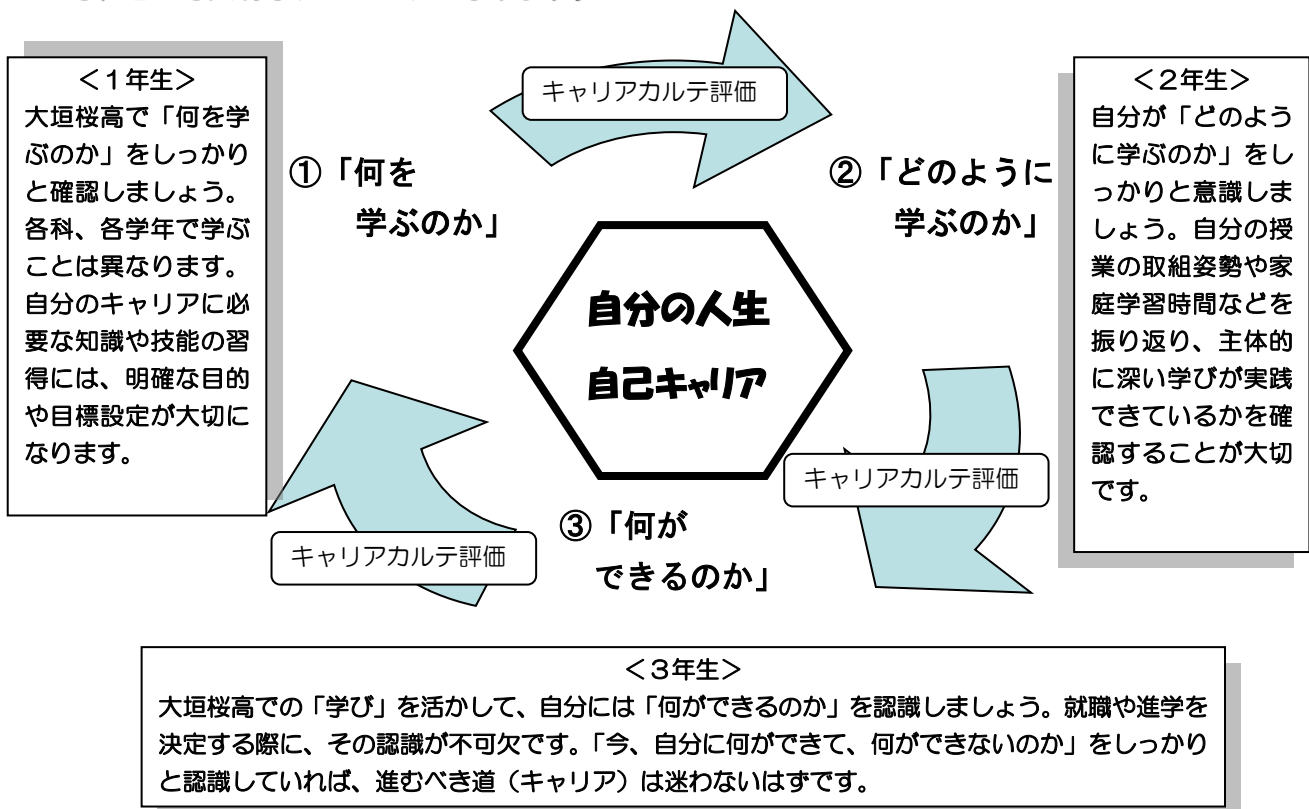 ＜１年生＞
大垣桜高で「何を学
ぶのか」をしっかり
と確認しましょう。
各科、各学年で学ぶ
ことは異なります。
自分のキャリアに必
要な知識や技能の習
得には、明確な目的
や目標設定が大切に
なります。
キャリアカルテ評価
①「何を
学ぶのか」
②「どのように
学ぶのか」
＜２年生＞
自分が「どのよう
に学ぶのか」をし
っかりと意識しま
しょう。自分の授
業の取組姿勢や家
庭学習時間などを
振り返り、主体的
に深い学びが実践
できているかを確
認することが大切
です。
自分の人生
自己キャリア
キャリアカルテ評価
③「何が
できるのか」
キャリアカルテ評価
＜３年生＞
大垣桜高での「学び」を活かして、自分には「何ができるのか」を認識しましょう。就職や進学を
決定する際に、その認識が不可欠です。「今、自分に何ができて、何ができないのか」をしっかり
と認識していれば、進むべき道（キャリア）は迷わないはずです。